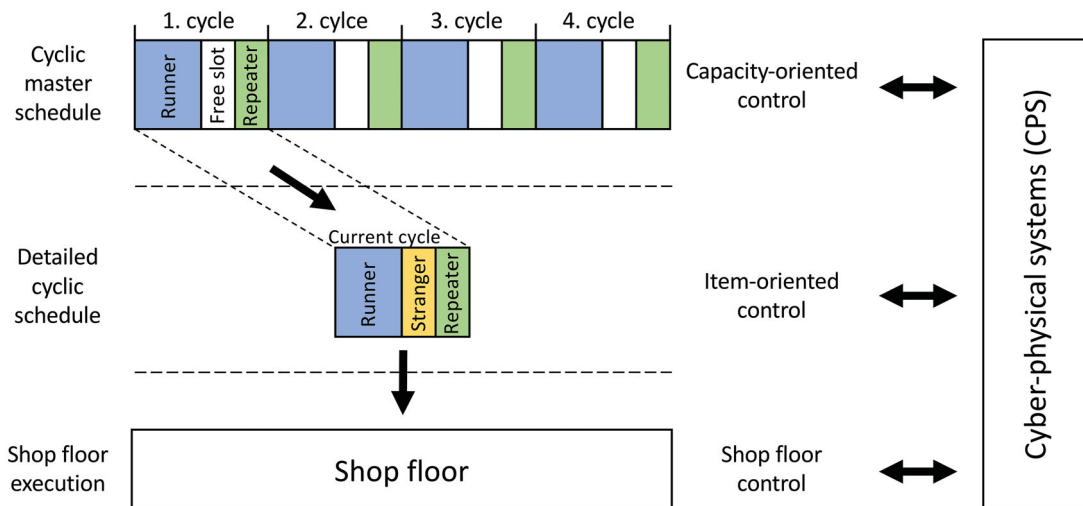 1. cycle
2. cylce
3. cycle
4. cycle
Cyclic
master
schedule
Runner
Free slot
Repeater
Capacity-oriented
control
Detailed
cyclic
schedule
Current cycle
Runner
Stranger
Repeater
Item-oriented
control
Shop floor
execution
Shop floor
Shop floor
control
Cyber-physical systems (CPS)